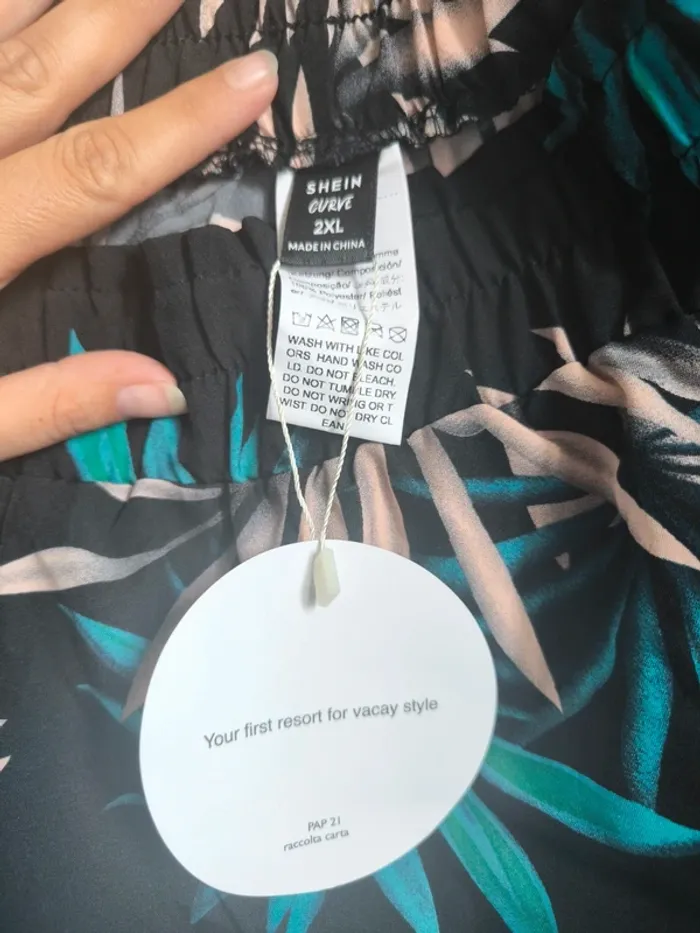 SHEIN
CURVE
2XL
MADE IN CHINA
WASH WITH LIKE COL
ORS. HAND WASH CO
LD. DO NOT BLEACH.
DO NOT TUMBLE DRY.
DO NOT WRING OR T
WIST. DO NOT DRY CL
EAN.
Your first resort for vacay style
PAP 21
raccolta carta